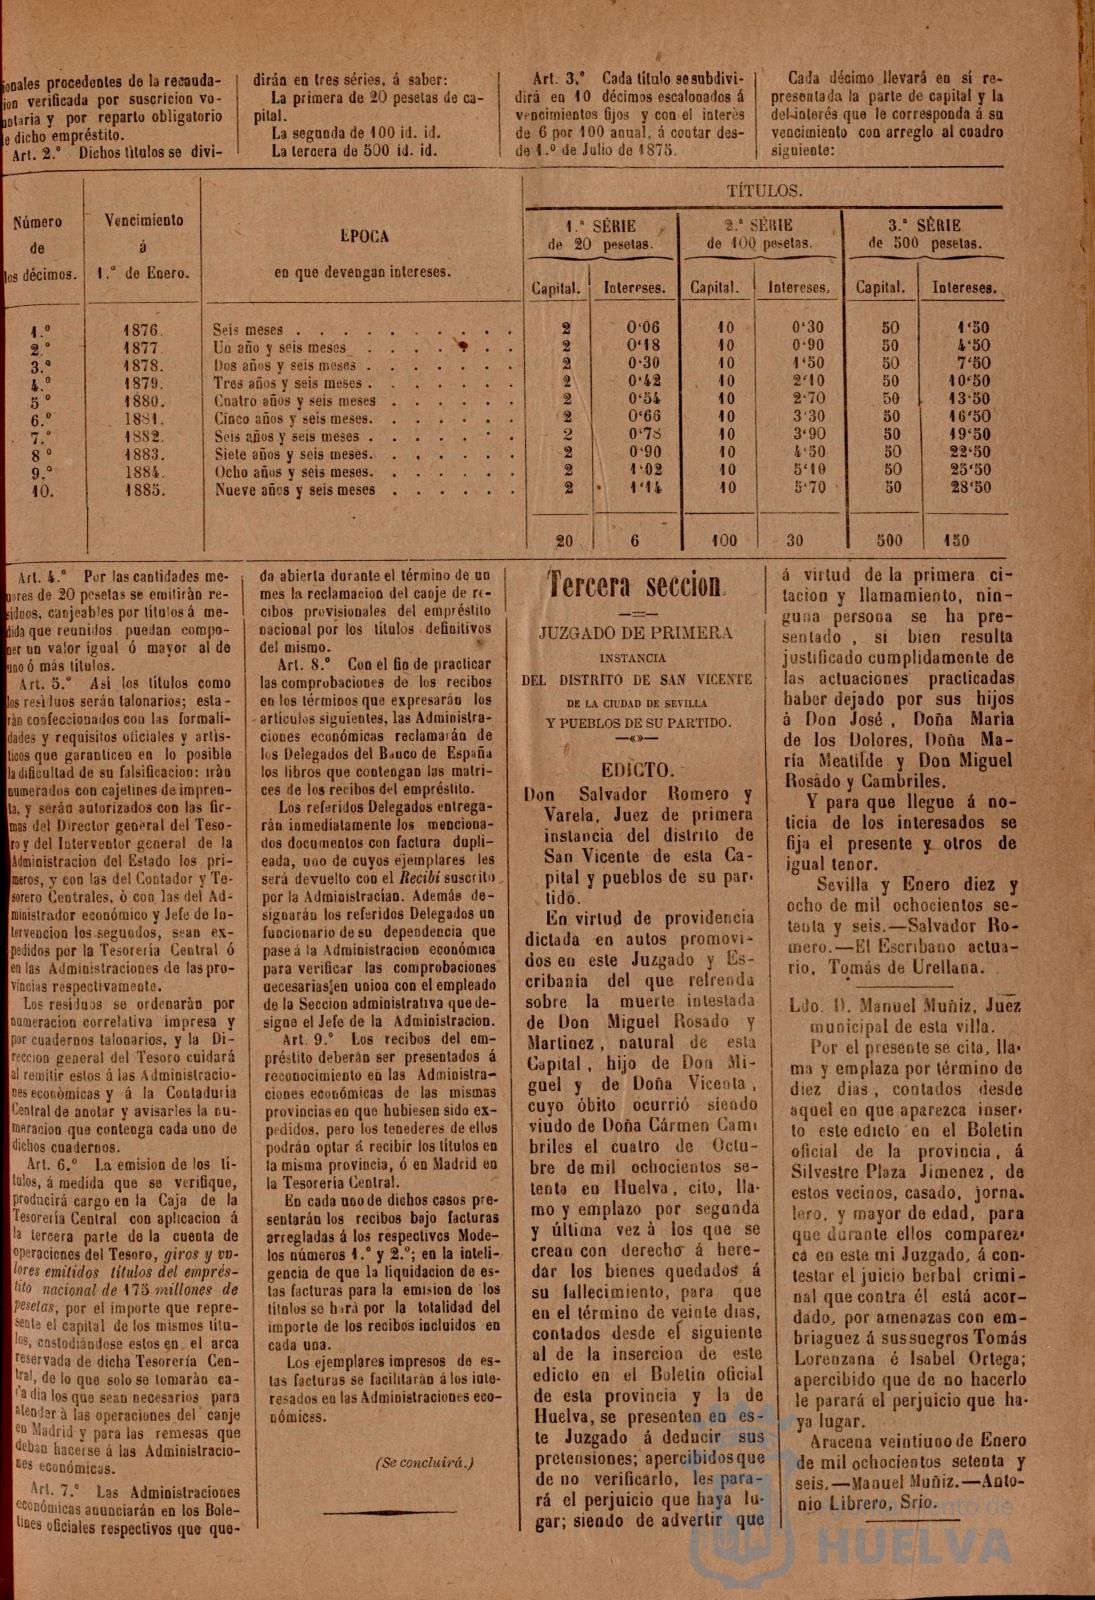 ionales procedentes de la recauda-
ion verificada por suscricion vo-
untaria y por reparto obligatorio
de dicho empréstito.
Art. 2.º Dichos títulos se divi-
dirán en tres séries, á saber:
La primera de 20 pesetas de ca-
pital.
La segunda de 100 id. id.
La tercera de 500 id. id.
Art. 3.º Cada título se subdivi-
dirá en 10 décimos escalonados á
vencimientos fijos y con el interés
de 6 por 100 anual, á contar des-
de 1.º de Julio de 1875.
Cada décimo llevará en sí re-
presentada la parte de capital y la
del interés que le corresponda á su
vencimiento con arreglo al cuadro
siguiente:
Número
de
los décimos.
Vencimiento
á
1.º de Enero.
EPOCA
en que devengan intereses.
TÍTULOS.
1.ª SÉRIE
de 20 pesetas.
2.ª SÉRIE
de 100 pesetas.
3.ª SÉRIE
de 500 pesetas.
Capital. Intereses. Capital. Intereses. Capital. Intereses.
1.º 1876. Seis meses . . . . . . . . . . 2 0'06 10 0'30 50 1'50
2.º 1877 Un año y seis meses . . . . . . . 2 0'18 10 0'90 50 4'50
3.º 1878. Dos años y seis meses . . . . . . . 2 0'30 10 1'50 50 7'50
4.º 1879. Tres años y seis meses . . . . . . . 2 0'42 10 2'10 50 10'50
5º 1880. Cuatro años y seis meses . . . . . . 2 0'54 10 2'70 50 13'50
6.º 1881. Cinco años y seis meses. . . . . . . 2 0'66 10 3'30 50 16'50
7.º 1882. Seis años y seis meses . . . . . . . 2 0'78 10 3'90 50 19'50
8º 1883. Siete años y seis meses. . . . . . . 2 0'90 10 4'50 50 22'50
9.º 1884. Ocho años y seis meses. . . . . . . 2 1'02 10 5'10 50 25'50
10. 1885. Nueve años y seis meses . . . . . . 2 1'14 10 5'70 50 28'50
20 6 100 30 500 150
Art. 4.º Por las cantidades me-
nores de 20 pesetas se emitirán re-
siduos, canjeables por títulos á me-
dida que reunidos puedan compo-
ner un valor igual ó mayor al de
uno ó más títulos.
Art. 5.º Así los títulos como
los residuos serán talonarios; esta-
rán confeccionados con las formali-
dades y requisitos oficiales y artís-
ticos que garanticen en lo posible
la dificultad de su falsificacion: irán
numerados con cajetines de impren-
ta, y serán autorizados con las fir-
mas del Director general del Teso-
ro y del Interventor general de la
Administracion del Estado los pri-
meros, y con las del Contador y Te-
sorero Centrales, ó con las del Ad-
ministrador económico y Jefe de In-
tervencion los segundos, sean ex-
pedidos por la Tesorería Central ó
en las Administraciones de las pro-
vincias respectivamente.
Los resíduos se ordenarán por
numeracion correlativa impresa y
por cuadernos talonarios, y la Di-
reccion general del Tesoro cuidará
al remitir estos á las Administracio-
nes económicas y á la Contaduría
Central de anotar y avisarles la nu-
meracion que contenga cada uno de
dichos cuadernos.
Art. 6.º La emision de los tí-
tulos, á medida que se verifique,
producirá cargo en la Caja de la
Tesorería Central con aplicacion á
la tercera parte de la cuenta de
operaciones del Tesoro, giros y va-
lores emitidos títulos del emprés-
tito nacional de 175 millones de
pesetas, por el importe que repre-
sente el capital de los mismos títu-
los, custodiándose estos en el arca
reservada de dicha Tesorería Cen-
tral, de lo que solo se tomarán ca-
da dia los que sean necesarios para
atender á las operaciones del canje
en Madrid y para las remesas que
deban hacerse á las Administracio-
nes económicas.
Art. 7.º Las Administraciones
económicas anunciarán en los Bole-
tines oficiales respectivos que que-
da abierta durante el término de un
mes la reclamacion del canje de re-
cibos provisionales del empréstito
nacional por los títulos definitivos
del mismo.
Art. 8.º Con el fin de practicar
las comprobaciones de los recibos
en los términos que expresarán los
artículos siguientes, las Administra-
ciones económicas reclamarán de
los Delegados del Banco de España
los libros que contengan las matri-
ces de los recibos del empréstito.
Los referidos Delegados entrega-
rán inmediatamente los menciona-
dos documentos con factura dupli-
cada, uno de cuyos ejemplares les
será devuelto con el Recibí suscrito
por la Administracían. Además de-
signarán los referidos Delegados un
funcionario de su dependencia que
pase á la Administracion económica
para verificar las comprobaciones
necesarias, en union con el empleado
de la Seccion administrativa que de-
signe el Jefe de la Administracion.
Art. 9.º Los recibos del em-
préstito deberán ser presentados á
reconocimiento en las Administra-
ciones económicas de las mismas
provincias en que hubiesen sido ex-
pedidos, pero los tenederes de ellos
podrán optar á recibir los títulos en
la misma provincia, ó en Madrid en
la Tesorería Central.
En cada uno de dichos casos pre-
sentarán los recibos bajo facturas
arregladas á los respectivos Mode-
los números 1.º y 2.º; en la inteli-
gencia de que la liquidacion de es-
tas facturas para la emision de los
títulos se hará por la totalidad del
importe de los recibos incluidos en
cada una.
Los ejemplares impresos de es-
tas facturas se facilitarán á los inte-
resados en las Administraciones eco-
nómicas.
(Se concluirá.)
Tercera seccion.
JUZGADO DE PRIMERA
INSTANCIA
DEL DISTRITO DE SAN VICENTE
DE LA CIUDAD DE SEVILLA
Y PUEBLOS DE SU PARTIDO.
—«»—
EDICTO.
Don Salvador Romero y
Varela, Juez de primera
instancia del distrito de
San Vicente de esta Ca-
pital y pueblos de su par-
tido.
En virtud de providencia
dictada en autos promovi-
dos en este Juzgado y Es-
cribanía del que refrenda
sobre la muerte intestada
de Don Miguel Rosado y
Martinez, natural de esta
Capital, hijo de Don Mi-
guel y de Doña Vicenta,
cuyo óbito ocurrió siendo
viudo de Doña Cármen Cam
briles el cuatro de Octu-
bre de mil ochocientos se-
tenta en Huelva, cito, lla-
mo y emplazo por segunda
y última vez á los que se
crean con derecho á here-
dar los bienes quedados á
su fallecimiento, para que
en el término de veinte dias,
contados desde el siguiente
al de la insercion de este
edicto en el Boletin oficial
de esta provincia y la de
Huelva, se presenten en es-
te Juzgado á deducir sus
pretensiones; apercibidos que
de no verificarlo, les para-
rá el perjuicio que haya lu-
gar; siendo de advertir que
á virtud de la primera ci-
tacion y llamamiento, nin-
guna persona se ha pre-
sentado, si bien resulta
justificado cumplidamente de
las actuaciones practicadas
haber dejado por sus hijos
á Don José, Doña Maria
de los Dolores, Doña Ma-
ría Meatilde y Don Miguel
Rosado y Cambriles.
Y para que llegue á no-
ticia de los interesados se
fija el presente y otros de
igual tenor.
Sevilla y Enero diez y
ocho de mil ochocientos se-
tenta y seis.—Salvador Ro-
mero.—El Escribano actua-
rio, Tomás de Urellana.
Ldo. D. Manuel Muñiz, Juez
municipal de esta villa.
Por el presente se cita, lla-
ma y emplaza por término de
diez dias, contados desde
aquel en que aparezca inser-
to este edicto en el Boletin
oficial de la provincia, á
Silvestre Plaza Jimenez, de
estos vecinos, casado, jorna-
lero, y mayor de edad, para
que durante ellos comparez-
ca en este mi Juzgado, á con-
testar el juicio berbal crimi-
nal que contra él está acor-
dado, por amenazas con em-
briaguez á sus suegros Tomás
Lorenzana é Isabel Ortega;
apercibido que de no hacerlo
le parará el perjuicio que ha-
ya lugar.
Aracena veintiuno de Enero
de mil ochocientos setenta y
seis.—Manuel Muñiz.—Anto-
nio Librero, Srio.
Ayuntamiento de
HUELVA